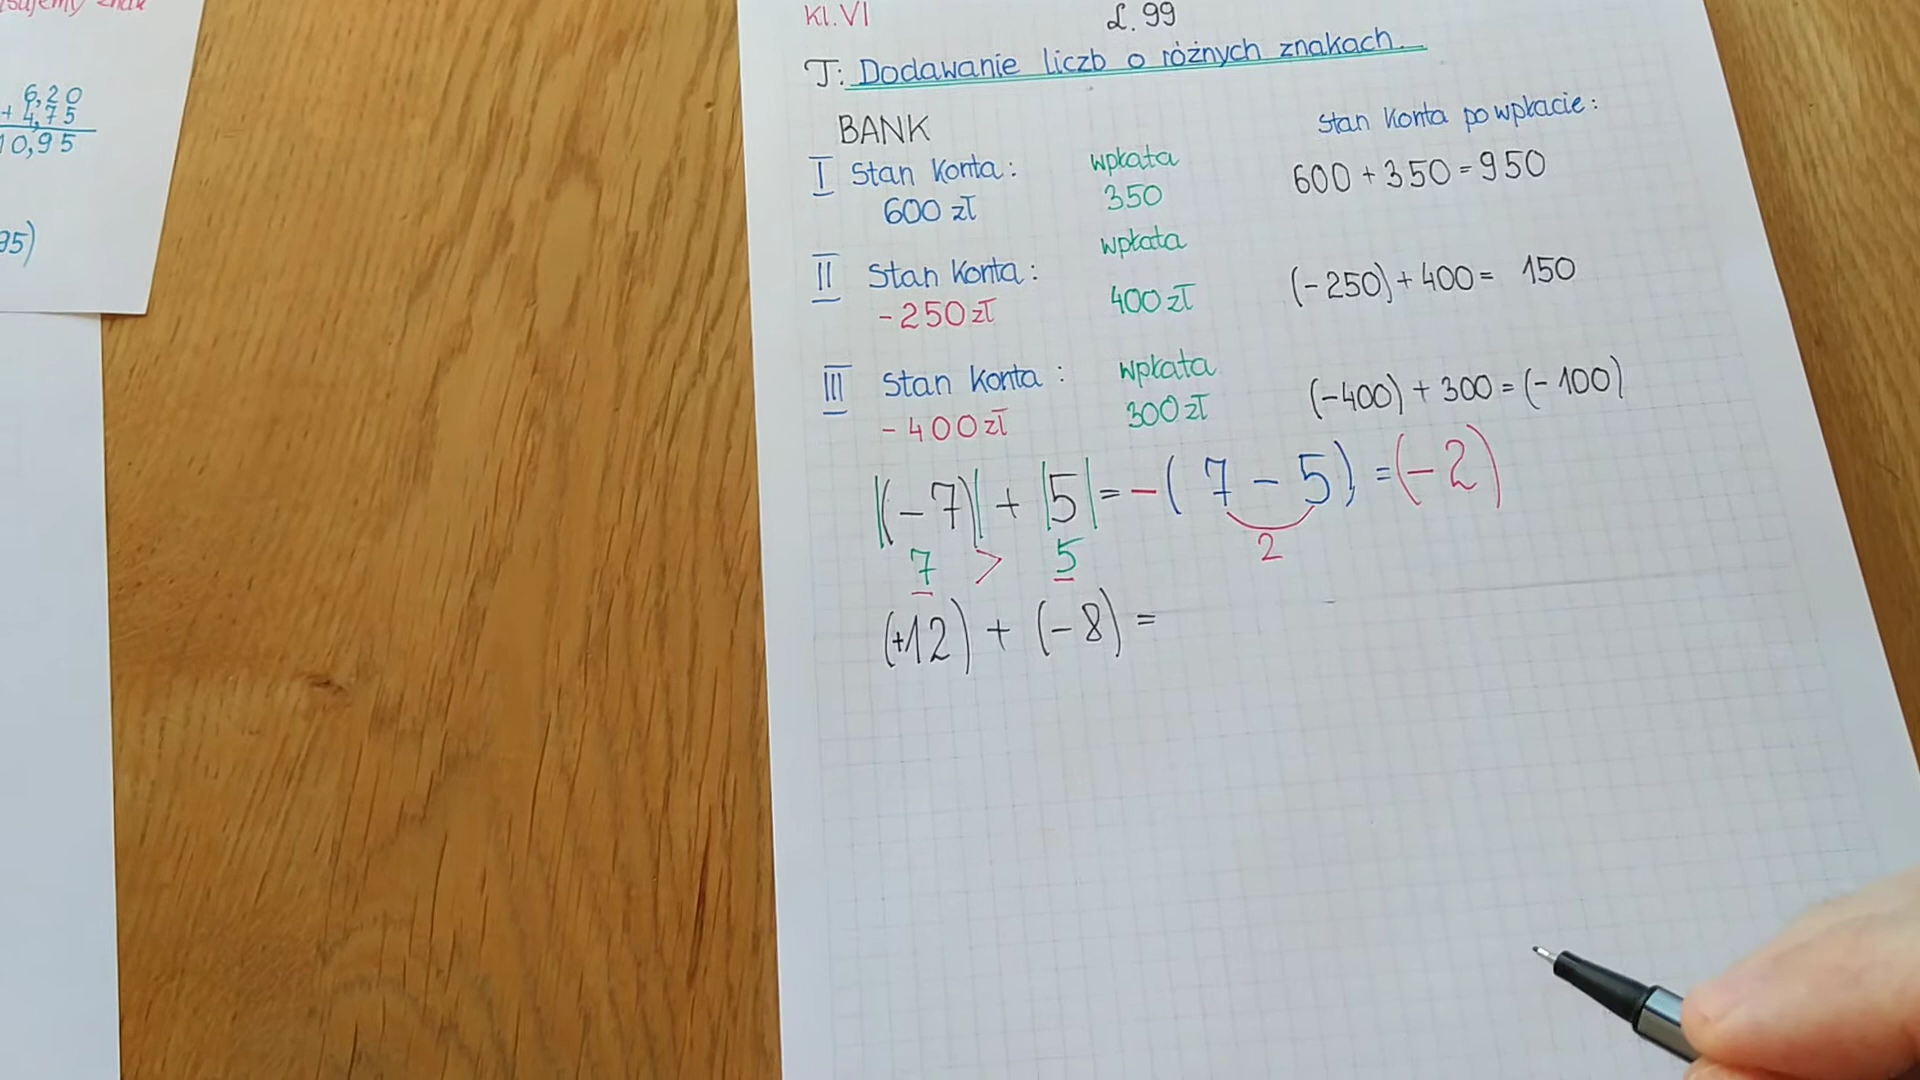 znak
6,20
+ 4,75
10,95
95)
Kl. VI L. 99
T: Dodawanie liczb o różnych znakach.
BANK Stan konta po wpłacie:
I Stan konta: wpłata
600 zł 350 600 + 350 = 950
wpłata
II Stan konta:
- 250 zł 400 zł (- 250) + 400 = 150
III Stan konta: wpłata
- 400 zł 300 zł (-400) + 300 = (- 100)
|(- 7)| + |5| = - ( 7 - 5) = (- 2)
7 > 5 2
(+12) + (- 8) =